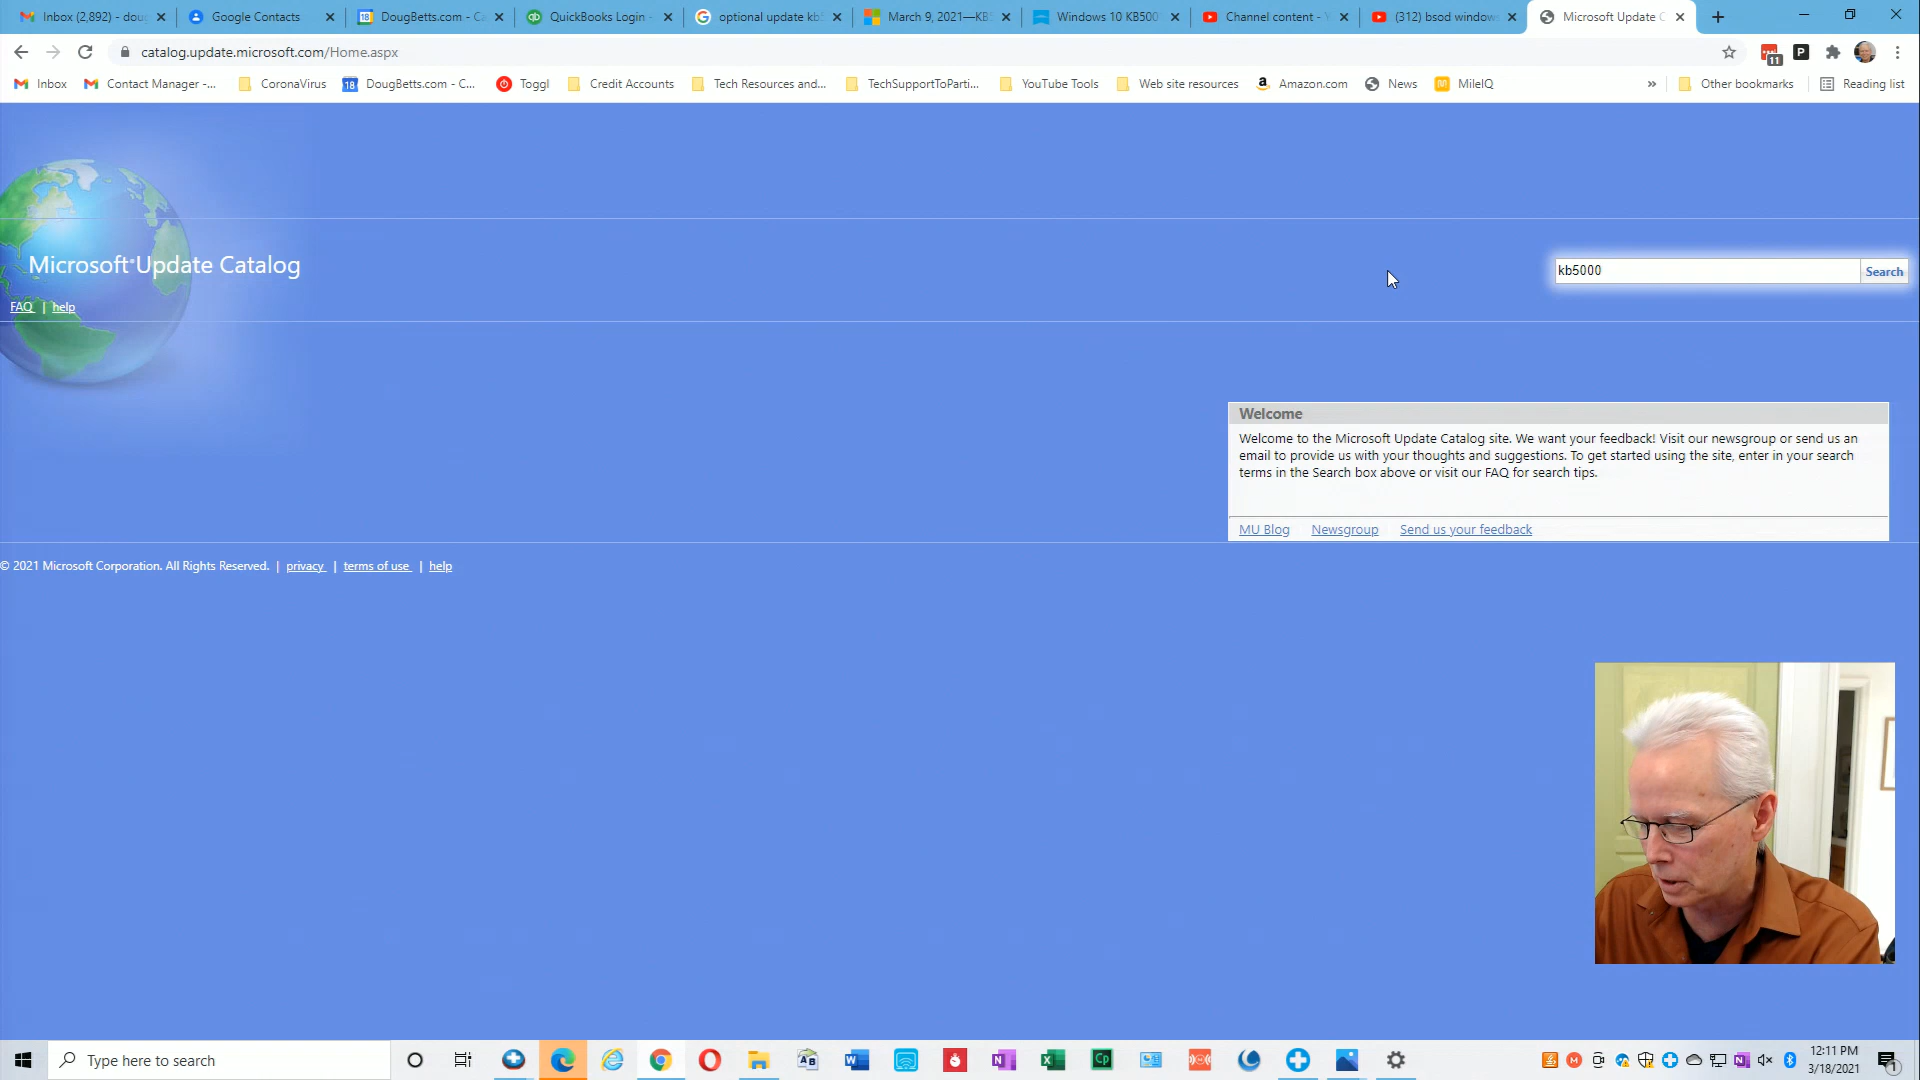 Inbox (2,892) - dou
Google Contacts
DougBetts.com - Ca
QuickBooks Login -
optional update kb
March 9, 2021—KB5
Windows 10 KB500
Channel content - Y
(312) bsod windows
Microsoft Update C
catalog.update.microsoft.com/Home.aspx
11
Inbox
Contact Manager -...
CoronaVirus
18
DougBetts.com - C...
Toggl
Credit Accounts
Tech Resources and...
TechSupportToParti...
YouTube Tools
Web site resources
Amazon.com
News
MileIQ
»
Other bookmarks
Reading list
Microsoft® Update Catalog
FAQ | help
kb5000
Search
Welcome
Welcome to the Microsoft Update Catalog site. We want your feedback! Visit our newsgroup or send us an
email to provide us with your thoughts and suggestions. To get started using the site, enter in your search
terms in the Search box above or visit our FAQ for search tips.
MU Blog Newsgroup Send us your feedback
© 2021 Microsoft Corporation. All Rights Reserved. | privacy | terms of use | help
Type here to search
12:11 PM
3/18/2021